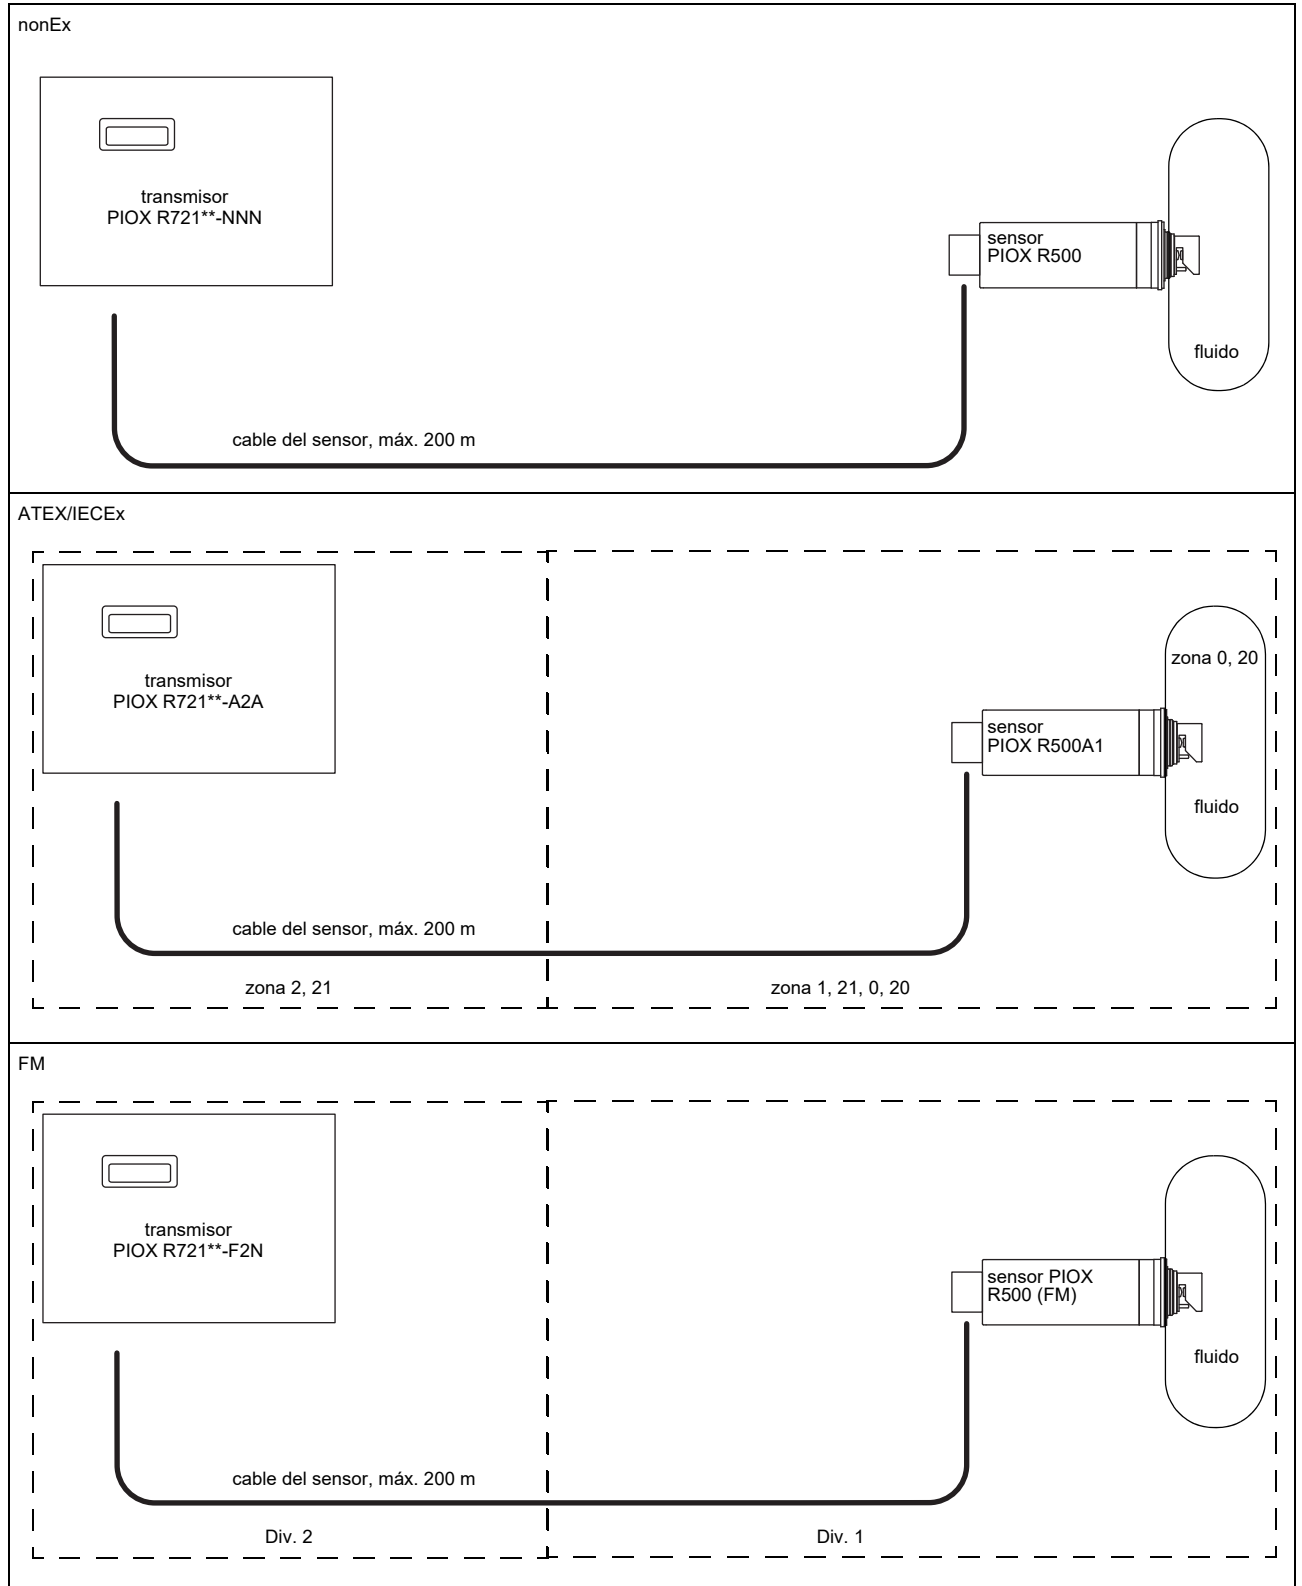 nonEx
transmisor
PIOX R721**-NNN
sensor
PIOX R500
fluido
cable del sensor, máx. 200 m
ATEX/IECEx
zona 0, 20
transmisor
PIOX R721**-A2A
sensor
PIOX R500A1
fluido
cable del sensor, máx. 200 m
zona 2, 21
zona 1, 21, 0, 20
FM
transmisor
PIOX R721**-F2N
sensor PIOX
R500 (FM)
fluido
cable del sensor, máx. 200 m
Div. 2
Div. 1